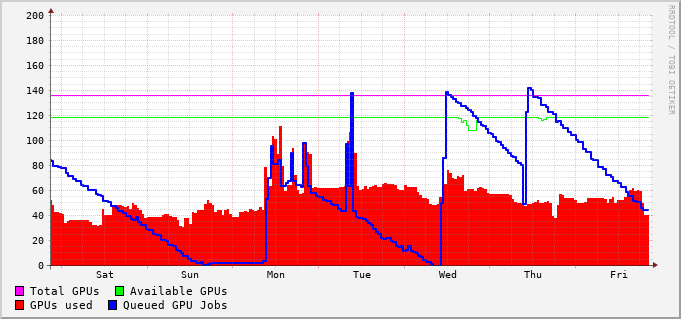 200
180
160
140
120
100
80
60
40
20
0
Sat Sun Mon Tue Wed Thu Fri
Total GPUs Available GPUs
GPUs used Queued GPU Jobs
RRDTOOL / TOBI OETIKER